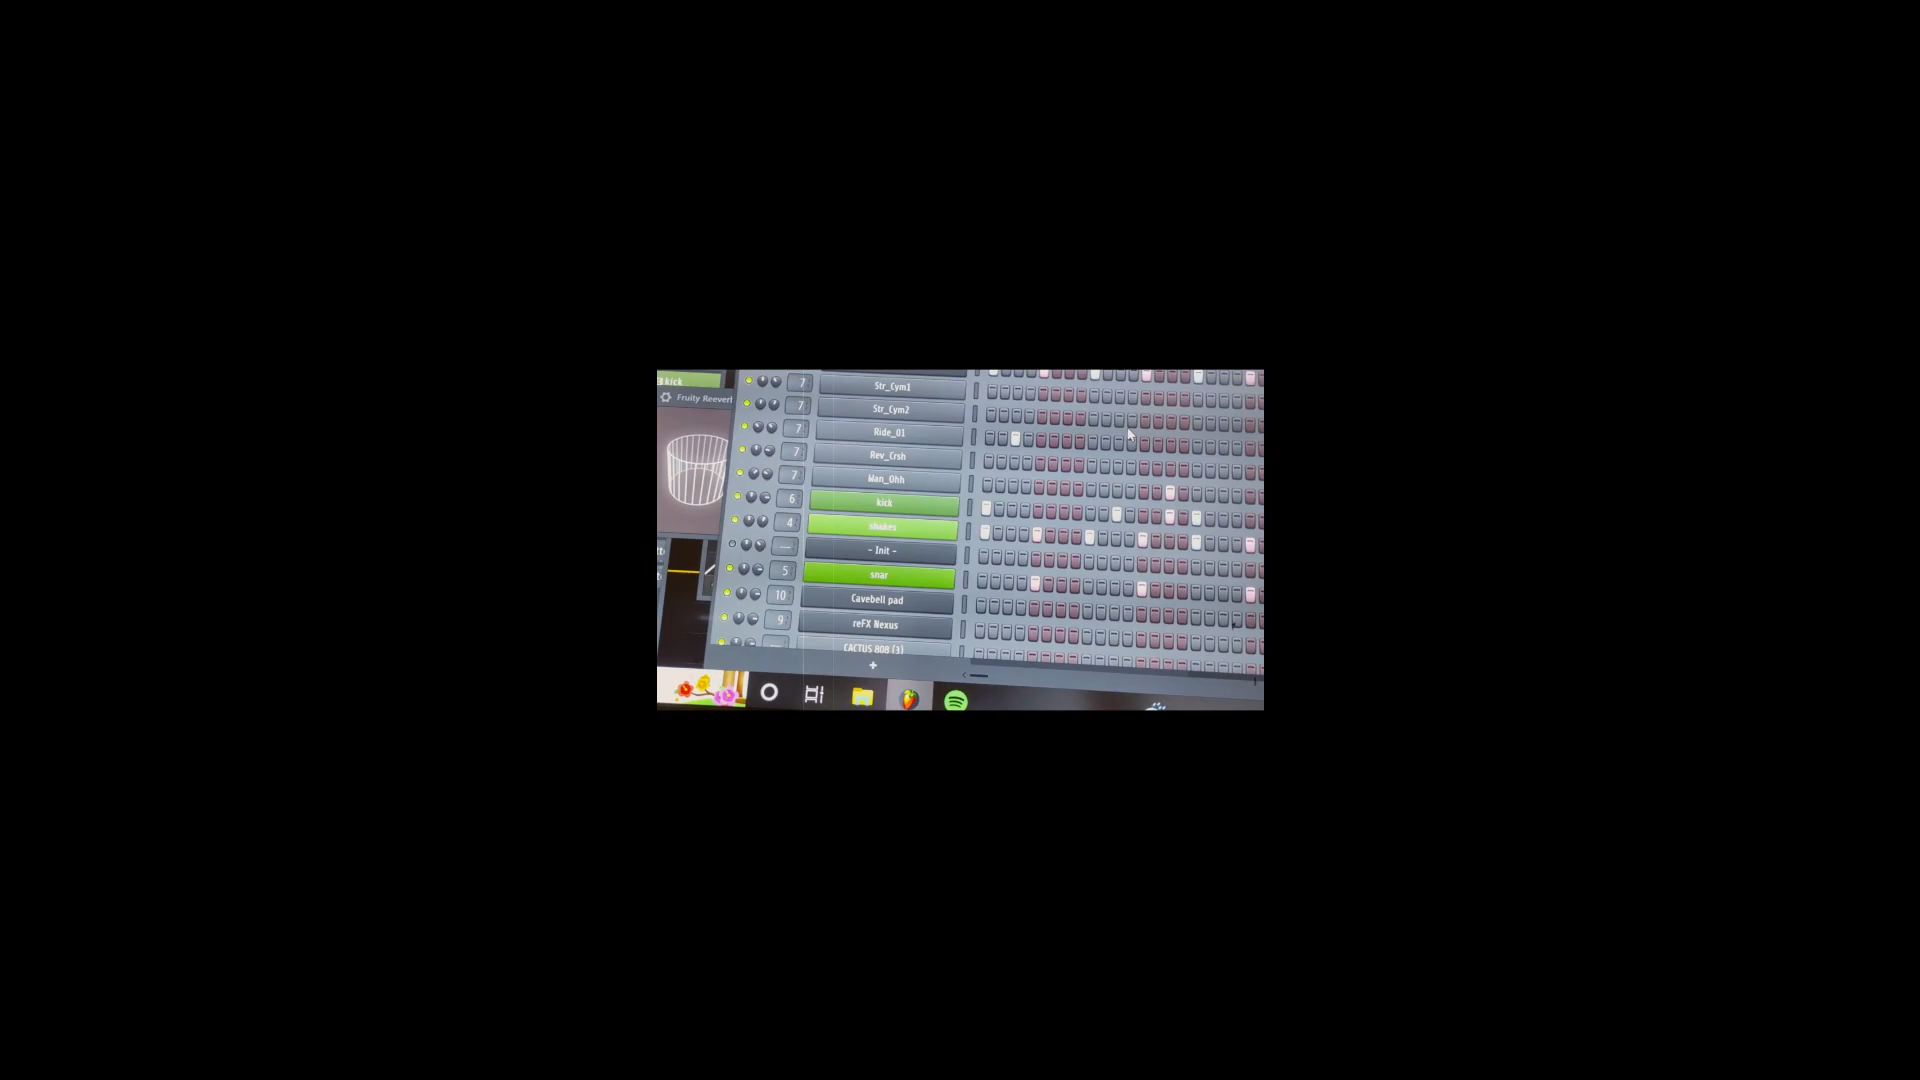 kick
Fruity Reeverb
7 Str_Cym1
7 Str_Cym2
7 Ride_01
7 Rev_Crsh
7 Wan_Ohh
6 kick
4 shakes
--- - Init -
5 snar
10 Cavebell pad
9 reFX Nexus
--- CACTUS 808 (3)
+